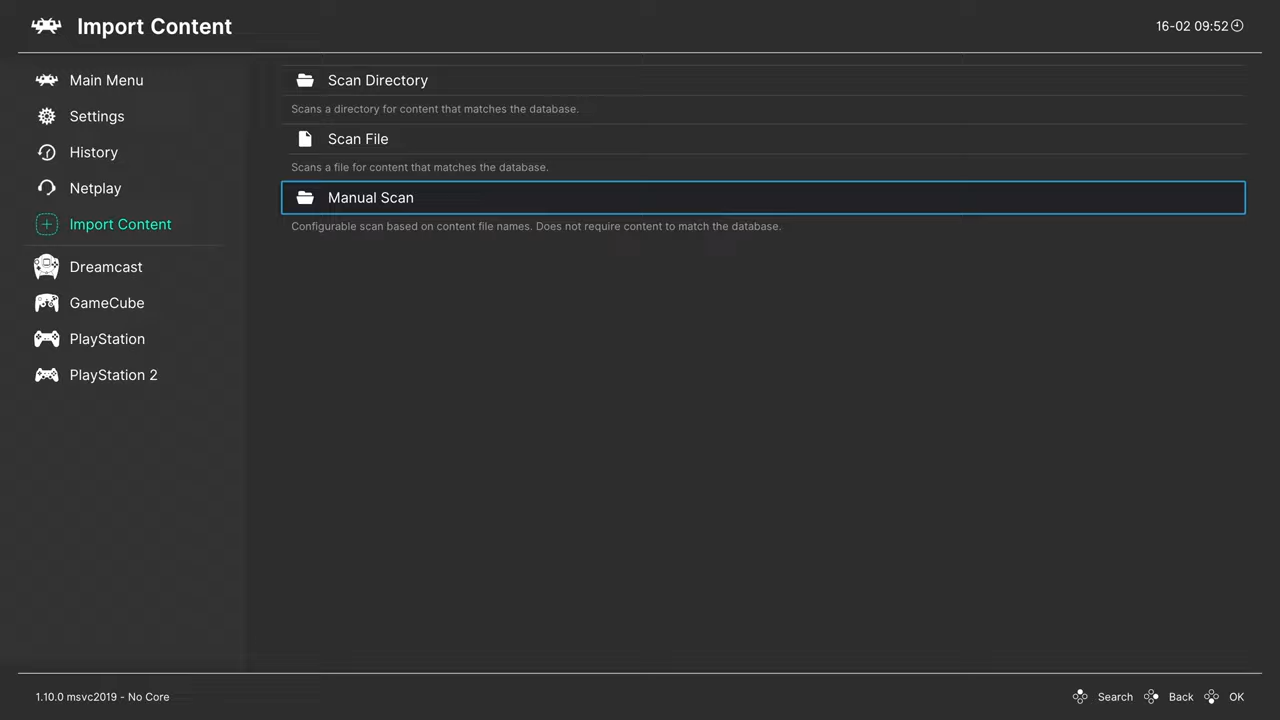 Import Content
16-02 09:52
Main Menu
Settings
History
Netplay
Import Content
Dreamcast
GameCube
PlayStation
PlayStation 2
Scan Directory
Scans a directory for content that matches the database.
Scan File
Scans a file for content that matches the database.
Manual Scan
Configurable scan based on content file names. Does not require content to match the database.
1.10.0 msvc2019 - No Core
Search Back OK